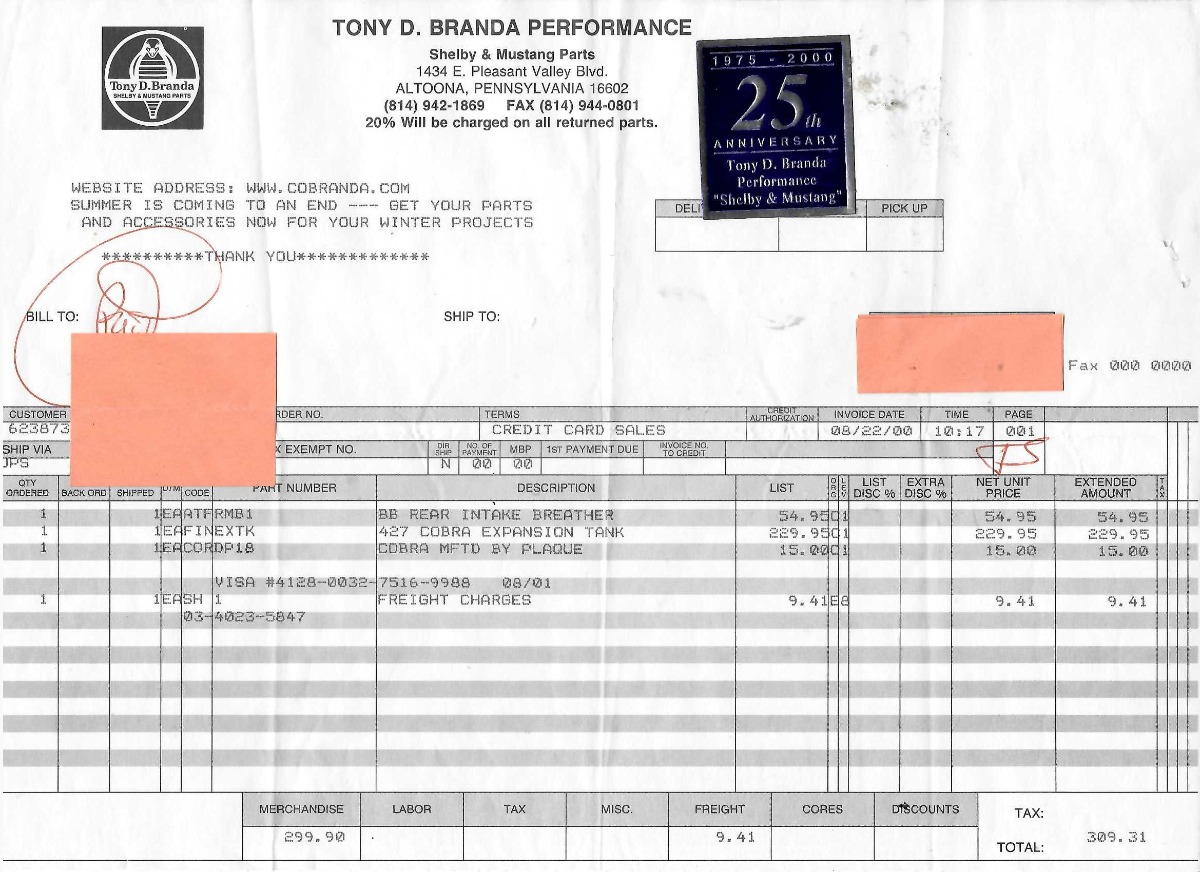 TONY D. BRANDA PERFORMANCE
Shelby & Mustang Parts
1434 E. Pleasant Valley Blvd.
ALTOONA, PENNSYLVANIA 16602
(814) 942-1869 FAX (814) 944-0801
20% Will be charged on all returned parts.
Tony D. Branda
SHELBY & MUSTANG PARTS
1975 - 2000
25th
ANNIVERSARY
Tony D. Branda
Performance
"Shelby & Mustang"
WEBSITE ADDRESS: WWW.COBRANDA.COM
SUMMER IS COMING TO AN END --- GET YOUR PARTS
AND ACCESSORIES NOW FOR YOUR WINTER PROJECTS
**********THANK YOU*************
PICK UP
BILL TO: SHIP TO:
Fax 000 0000
CUSTOMER RDER NO. TERMS CREDIT AUTHORIZATION INVOICE DATE TIME PAGE
623873 CREDIT CARD SALES 08/22/00 10:17 001
SHIP VIA X EXEMPT NO. DIR SHIP NO. OF PAYMENT MBP 1ST PAYMENT DUE INVOICE NO. TO CREDIT
UPS N 00 00
QTY ORDERED BACK ORD SHIPPED U/M CODE PART NUMBER DESCRIPTION LIST ORG LEV LIST DISC % EXTRA DISC % NET UNIT PRICE EXTENDED AMOUNT TAX
1 1EAATFRMB1 BB REAR INTAKE BREATHER 54.95C1 54.95 54.95
1 1EAFINEXTK 427 COBRA EXPANSION TANK 229.95C1 229.95 229.95
1 1EACORDP18 COBRA MFTD BY PLAQUE 15.00C1 15.00 15.00
VISA #4128-0032-7516-9988 08/01
1 1EASH 1 FREIGHT CHARGES 9.41E8 9.41 9.41
03-4023-5847
MERCHANDISE LABOR TAX MISC. FREIGHT CORES DISCOUNTS TAX:
299.90 9.41 TOTAL: 309.31